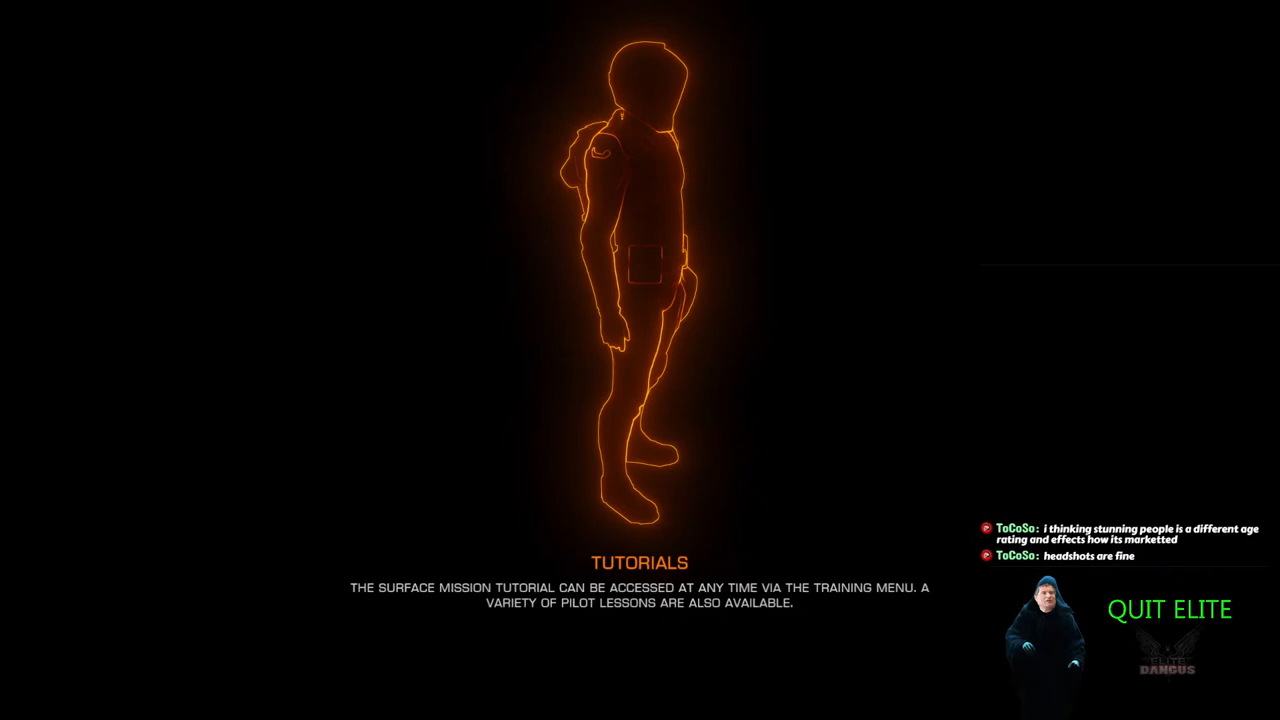 ToCoSo: i thinking stunning people is a different age
rating and effects how its marketted
ToCoSo: headshots are fine
TUTORIALS
THE SURFACE MISSION TUTORIAL CAN BE ACCESSED AT ANY TIME VIA THE TRAINING MENU. A
VARIETY OF PILOT LESSONS ARE ALSO AVAILABLE.
QUIT ELITE
ELITE
DANGUS